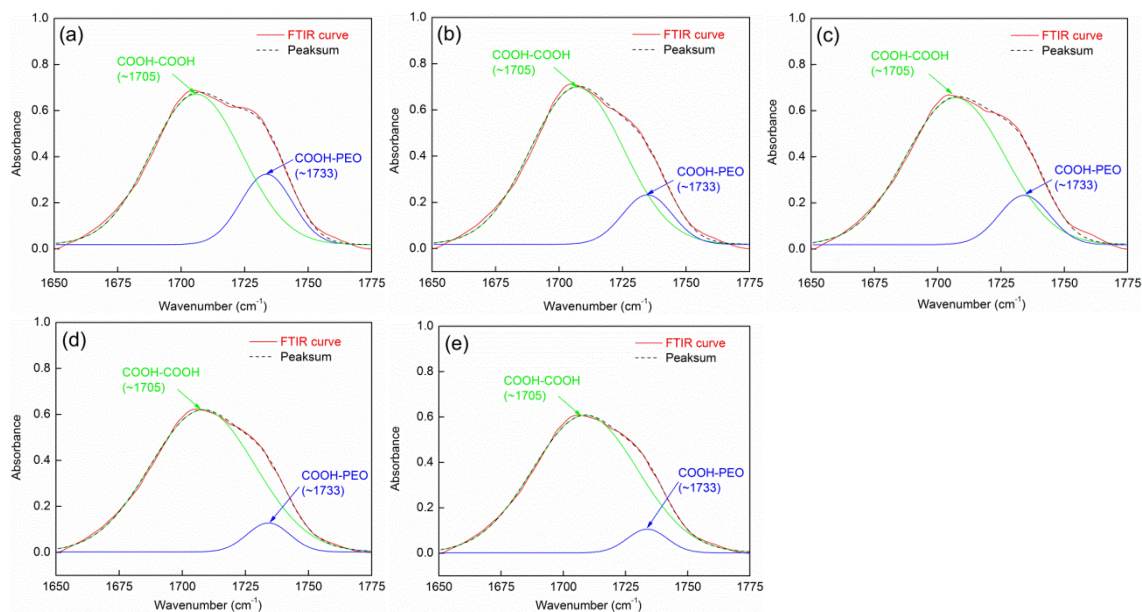 (a)
FTIR curve
Peaksum
COOH-COOH
(~1705)
COOH-PEO
(~1733)
Absorbance
1.0
0.8
0.6
0.4
0.2
0.0
1650 1675 1700 1725 1750 1775
Wavenumber (cm-1)
(b)
FTIR curve
Peaksum
COOH-COOH
(~1705)
COOH-PEO
(~1733)
Absorbance
1.0
0.8
0.6
0.4
0.2
0.0
1650 1675 1700 1725 1750 1775
Wavenumber (cm-1)
(c)
FTIR curve
Peaksum
COOH-COOH
(~1705)
COOH-PEO
(~1733)
Absorbance
1.0
0.8
0.6
0.4
0.2
0.0
1650 1675 1700 1725 1750 1775
Wavenumber (cm-1)
(d)
FTIR curve
Peaksum
COOH-COOH
(~1705)
COOH-PEO
(~1733)
Absorbance
1.0
0.8
0.6
0.4
0.2
0.0
1650 1675 1700 1725 1750 1775
Wavenumber (cm-1)
(e)
FTIR curve
Peaksum
COOH-COOH
(~1705)
COOH-PEO
(~1733)
Absorbance
1.0
0.8
0.6
0.4
0.2
0.0
1650 1675 1700 1725 1750 1775
Wavenumber (cm-1)